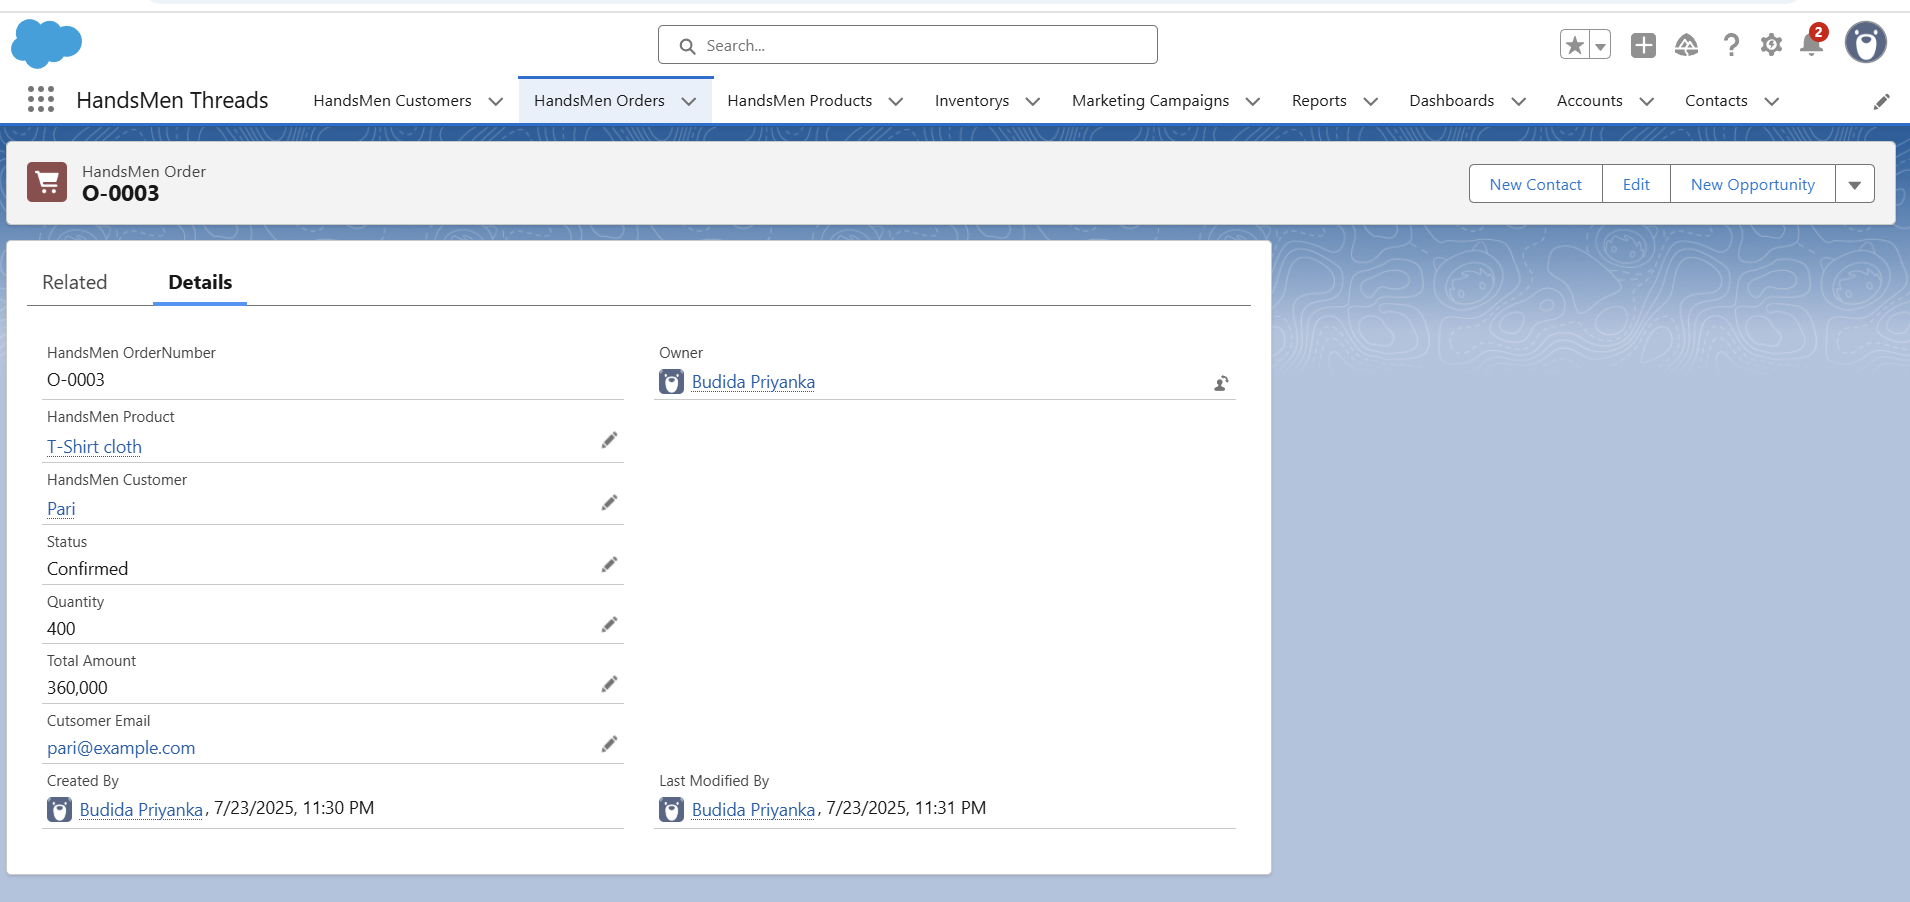 Search...
2
HandsMen Threads
HandsMen Customers
HandsMen Orders
HandsMen Products
Inventorys
Marketing Campaigns
Reports
Dashboards
Accounts
Contacts
HandsMen Order
O-0003
New Contact
Edit
New Opportunity
Related
Details
HandsMen OrderNumber
O-0003
Owner
Budida Priyanka
HandsMen Product
T-Shirt cloth
HandsMen Customer
Pari
Status
Confirmed
Quantity
400
Total Amount
360,000
Cutsomer Email
pari@example.com
Created By
Budida Priyanka, 7/23/2025, 11:30 PM
Last Modified By
Budida Priyanka, 7/23/2025, 11:31 PM